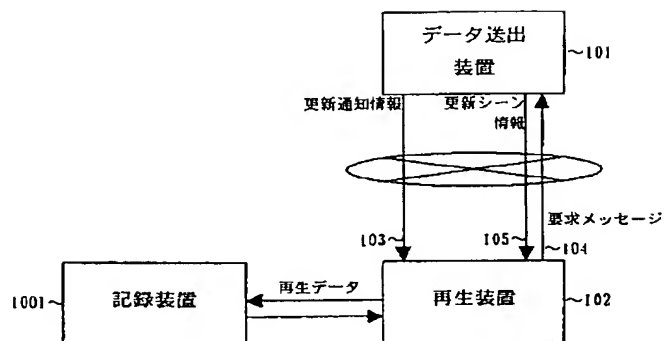 データ送出
装置
~101
更新通知情報
更新シーン
情報
要求メッセージ
103~
105~
~104
1001~
記録装置
再生データ
再生装置
~102